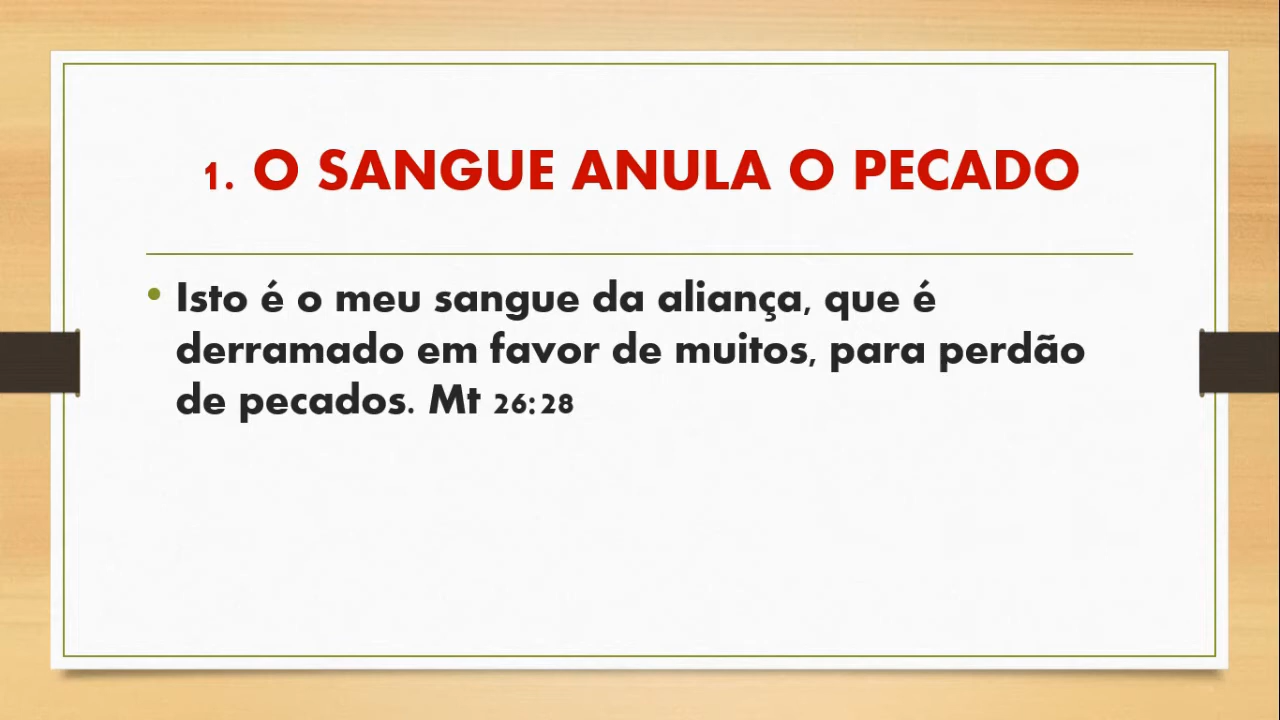 1. O SANGUE ANULA O PECADO
• Isto é o meu sangue da aliança, que é
derramado em favor de muitos, para perdão
de pecados. Mt 26:28